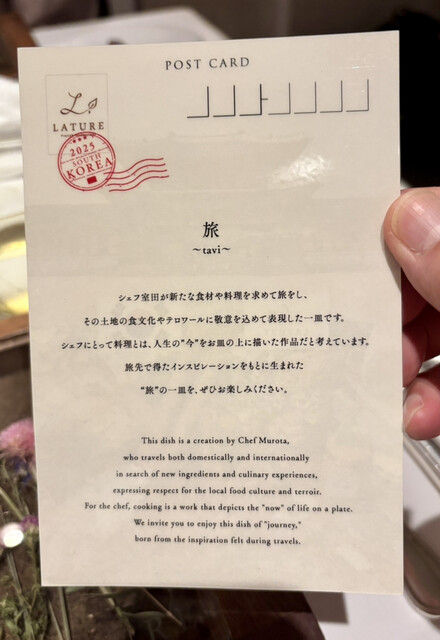 POST CARD
LATURE
2025
SOUTH
KOREA
旅
～tavi～
シェフ室田が新たな食材や料理を求めて旅をし、
その土地の食文化やテロワールに敬意を込めて表現した一皿です。
シェフにとって料理とは、人生の"今"をお皿の上に描いた作品だと考えています。
旅先で得たインスピレーションをもとに生まれた
"旅"の一皿を、ぜひお楽しみください。
This dish is a creation by Chef Murota,
who travels both domestically and internationally
in search of new ingredients and culinary experiences,
expressing respect for the local food culture and terroir.
For the chef, cooking is a work that depicts the "now" of life on a plate.
We invite you to enjoy this dish of "journey,"
born from the inspiration felt during travels.